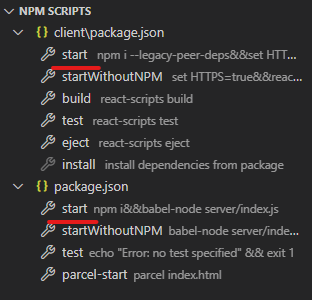 NPM SCRIPTS
{} client\package.json
start npm i --legacy-peer-deps&&set HTT...
startWithoutNPM set HTTPS=true&&reac...
build react-scripts build
test react-scripts test
eject react-scripts eject
install install dependencies from package
{} package.json
start npm i&&babel-node server/index.js
startWithoutNPM babel-node server/inde...
test echo "Error: no test specified" && exit 1
parcel-start parcel index.html